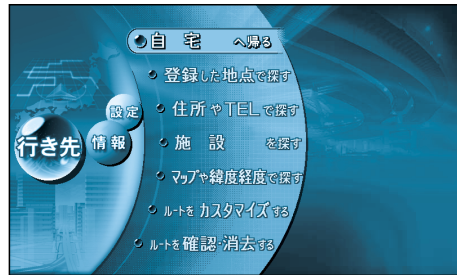 自宅 へ帰る
登録した地点で探す
設定
住所やTELで探す
行き先
情報
施設 を探す
マップや緯度経度で探す
ルートを カスタマイズする
ルートを 確認・消去する